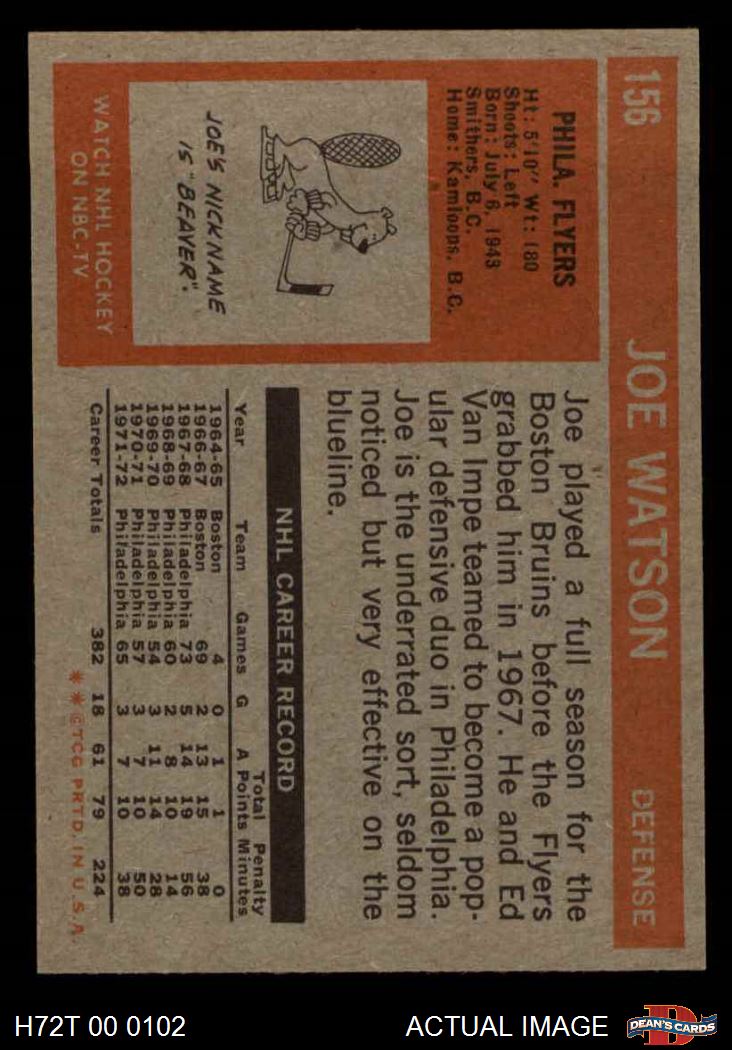 156 JOE WATSON DEFENSE
PHILA. FLYERS
Ht: 5'10" Wt: 180
Shoots: Left
Born: July 6, 1943
Smithers, B.C.
Home: Kamloops, B.C.
JOE'S NICKNAME
IS "BEAVER".
WATCH NHL HOCKEY
ON NBC-TV
Joe played a full season for the
Boston Bruins before the Flyers
grabbed him in 1967. He and Ed
Van Impe teamed to become a pop-
ular defensive duo in Philadelphia.
Joe is the underrated sort, seldom
noticed but very effective on the
blueline.
NHL CAREER RECORD
Total Penalty
Year Team Games G A Points Minutes
1964-65 Boston 4 0 1 1 0
1966-67 Boston 69 2 13 15 38
1967-68 Philadelphia 73 5 14 19 56
1968-69 Philadelphia 60 2 8 10 14
1969-70 Philadelphia 54 3 11 14 28
1970-71 Philadelphia 57 3 7 10 50
1971-72 Philadelphia 65 3 7 10 38
Career Totals 382 18 61 79 224
**©TCG PRTD. IN U.S.A.
H72T 00 0102 ACTUAL IMAGE
D
DEAN'S CARDS